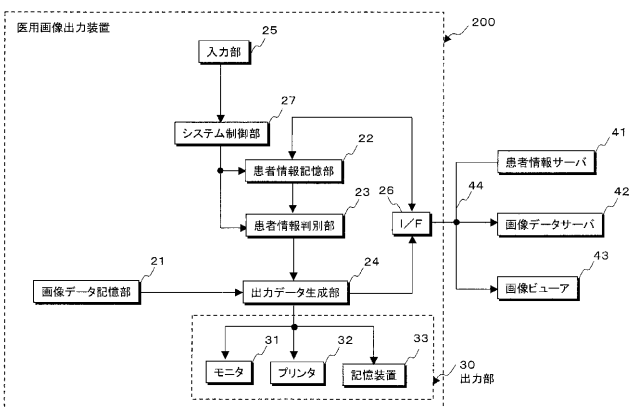 医用画像出力装置
200
25
入力部
27
システム制御部
22
患者情報記憶部
41
患者情報サーバ
23
患者情報判別部
26
I/F
44
42
画像データサーバ
21
画像データ記憶部
24
出力データ生成部
43
画像ビューア
31
モニタ
32
プリンタ
33
記憶装置
30
出力部